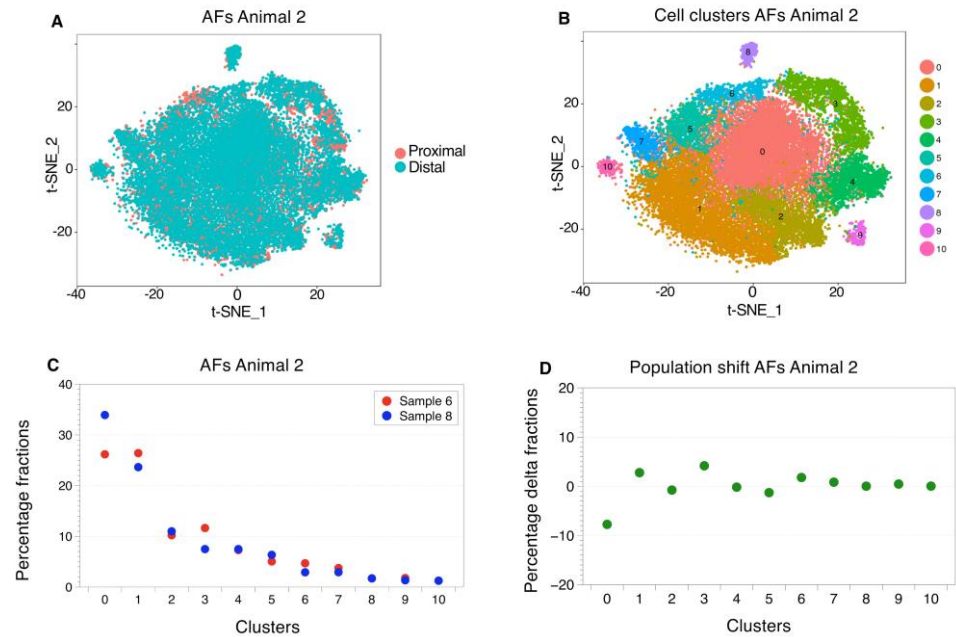 A
AFs Animal 2
t-SNE_2
20
0
-20
-40
-20
0
20
t-SNE_1
Proximal
Distal
B
Cell clusters AFs Animal 2
t-SNE_2
20
0
-20
-40
-20
0
20
t-SNE_1
8
6
3
5
7
0
10
4
1
2
9
0
1
2
3
4
5
6
7
8
9
10
C
AFs Animal 2
Percentage fractions
40
30
20
10
0
Sample 6
Sample 8
0 1 2 3 4 5 6 7 8 9 10
Clusters
D
Population shift AFs Animal 2
Percentage delta fractions
20
10
0
−10
−20
0 1 2 3 4 5 6 7 8 9 10
Clusters